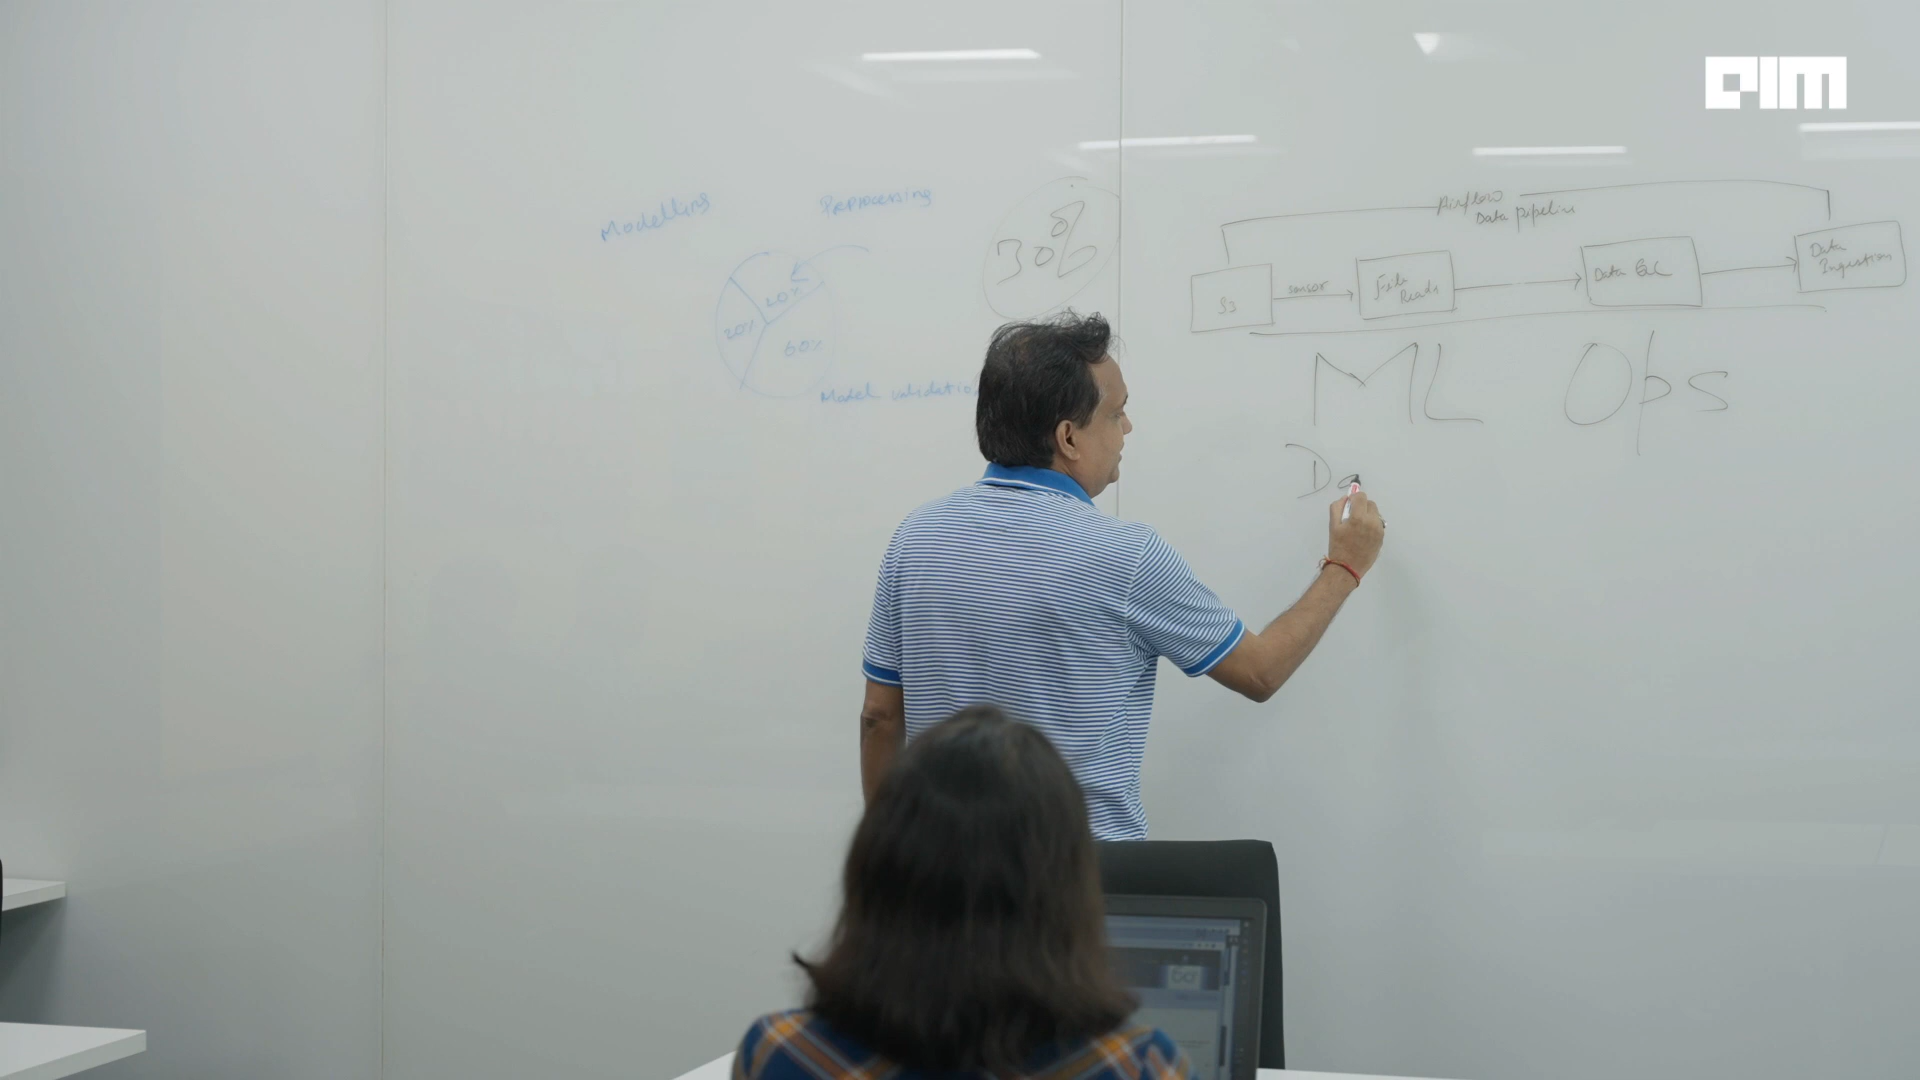 AIM
Modelling
Preprocessing
20%
20%
60%
Model validation
30%
Airflow
Data pipeline
S3
sensor
File
Reads
Data QC
Data
Ingestion
ML Ops
Da